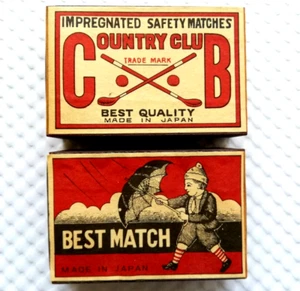 IMPREGNATED SAFETY MATCHES
COUNTRY CLUB
TRADE MARK
BEST QUALITY
MADE IN JAPAN
BEST MATCH
MADE IN JAPAN